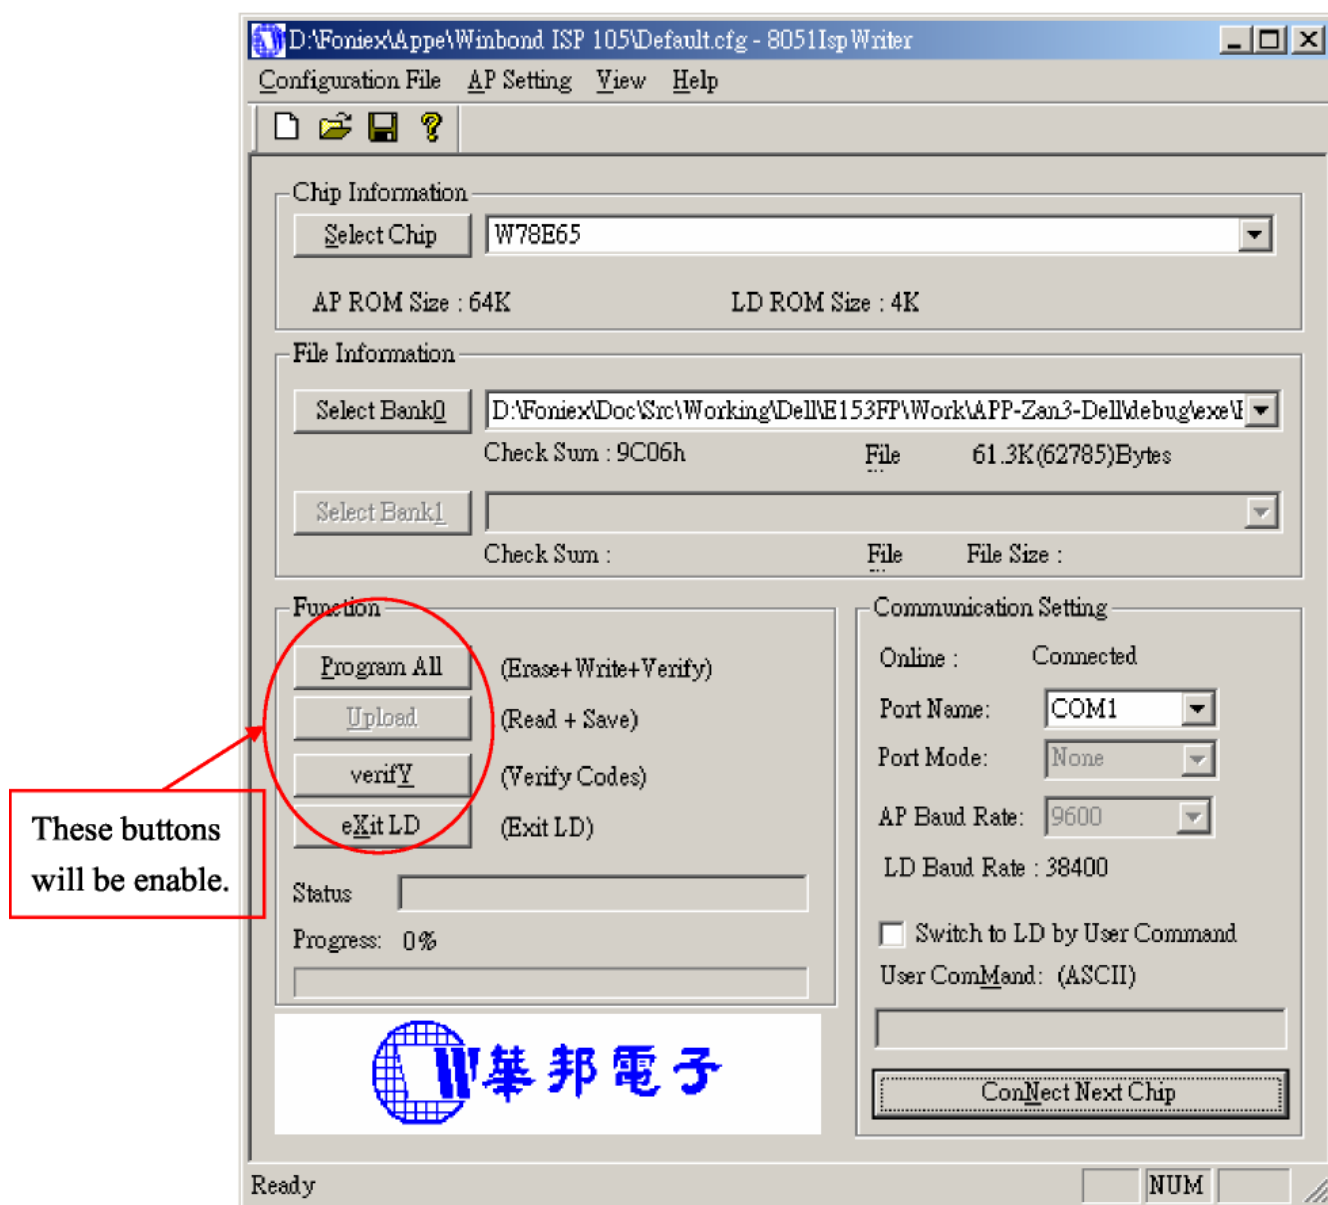 D:\Foniex\Appe\Winbond ISP 105\Default.cfg - 8051IspWriter
Configuration File AP Setting View Help
Chip Information
Select Chip W78E65
AP ROM Size : 64K LD ROM Size : 4K
File Information
Select Bank0 D:\Foniex\Doc\Src\Working\Dell\E153FP\Work\APP-Zan3-Dell\debug\exe\
Check Sum : 9C06h File 61.3K(62785)Bytes
Select Bank1
Check Sum : File File Size :
Function
Program All (Erase+Write+Verify)
Upload (Read + Save)
verifY (Verify Codes)
eXit LD (Exit LD)
Status
Progress: 0%
These buttons
will be enable.
Communication Setting
Online : Connected
Port Name: COM1
Port Mode: None
AP Baud Rate: 9600
LD Baud Rate : 38400
Switch to LD by User Command
User ComMand: (ASCII)
ConNect Next Chip
W華邦電子
Ready NUM